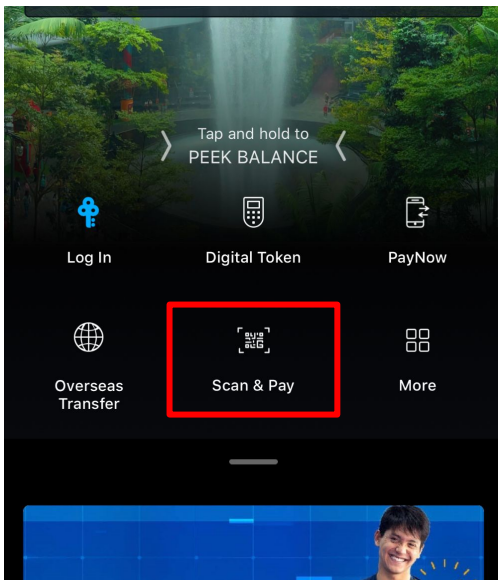 Tap and hold to
PEEK BALANCE
Log In
Digital Token
PayNow
Overseas
Transfer
Scan & Pay
More